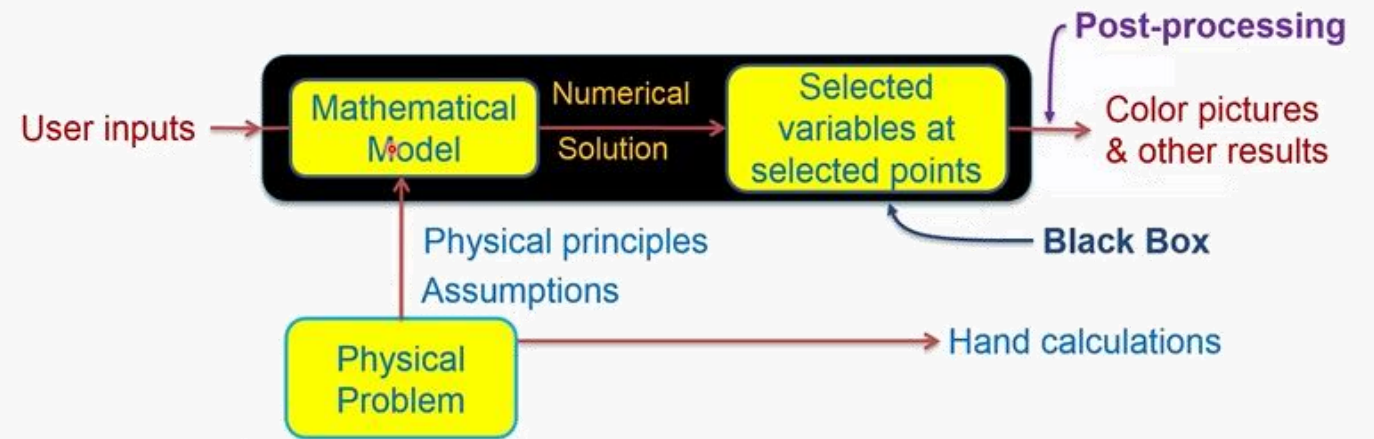 Post-processing
User inputs
Mathematical
Model
Numerical
Solution
Selected
variables at
selected points
Color pictures
& other results
Physical principles
Assumptions
Black Box
Physical
Problem
Hand calculations